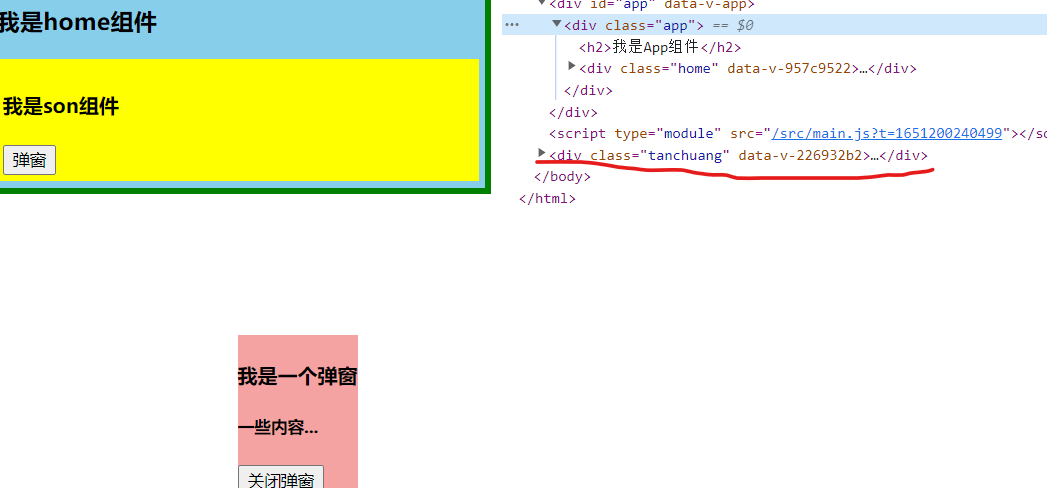 我是home组件
我是son组件
弹窗
我是一个弹窗
一些内容...
关闭弹窗
<div id="app" data-v-app>
··· ▼<div class="app"> == $0
<h2>我是App组件</h2>
▶<div class="home" data-v-957c9522>…</div>
</div>
</div>
<script type="module" src="/src/main.js?t=1651200240499"></sc
▶<div class="tanchuang" data-v-226932b2>…</div>
</body>
</html>